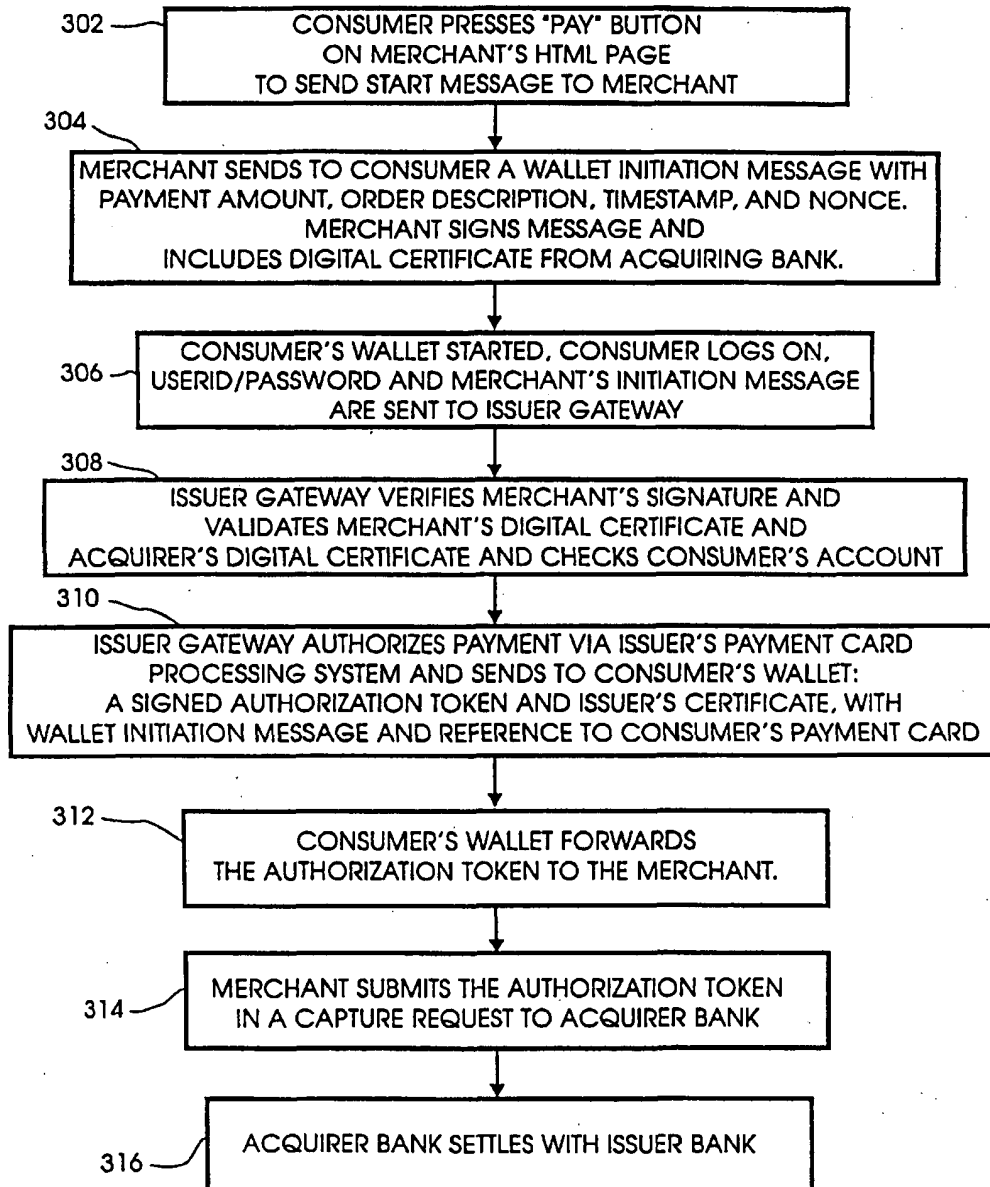 302
CONSUMER PRESSES "PAY" BUTTON
ON MERCHANT'S HTML PAGE
TO SEND START MESSAGE TO MERCHANT
304
MERCHANT SENDS TO CONSUMER A WALLET INITIATION MESSAGE WITH
PAYMENT AMOUNT, ORDER DESCRIPTION, TIMESTAMP, AND NONCE.
MERCHANT SIGNS MESSAGE AND
INCLUDES DIGITAL CERTIFICATE FROM ACQUIRING BANK.
306
CONSUMER'S WALLET STARTED, CONSUMER LOGS ON,
USERID/PASSWORD AND MERCHANT'S INITIATION MESSAGE
ARE SENT TO ISSUER GATEWAY
308
ISSUER GATEWAY VERIFIES MERCHANT'S SIGNATURE AND
VALIDATES MERCHANT'S DIGITAL CERTIFICATE AND
ACQUIRER'S DIGITAL CERTIFICATE AND CHECKS CONSUMER'S ACCOUNT
310
ISSUER GATEWAY AUTHORIZES PAYMENT VIA ISSUER'S PAYMENT CARD
PROCESSING SYSTEM AND SENDS TO CONSUMER'S WALLET:
A SIGNED AUTHORIZATION TOKEN AND ISSUER'S CERTIFICATE, WITH
WALLET INITIATION MESSAGE AND REFERENCE TO CONSUMER'S PAYMENT CARD
312
CONSUMER'S WALLET FORWARDS
THE AUTHORIZATION TOKEN TO THE MERCHANT.
314
MERCHANT SUBMITS THE AUTHORIZATION TOKEN
IN A CAPTURE REQUEST TO ACQUIRER BANK
316
ACQUIRER BANK SETTLES WITH ISSUER BANK